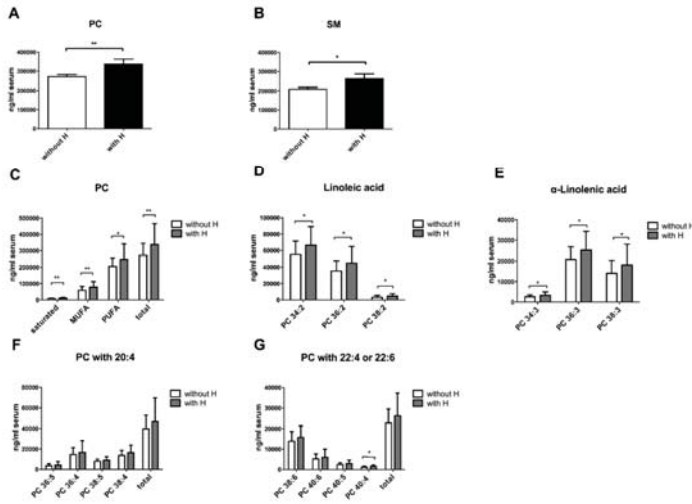 A
PC
**
ng/ml serum
400000
300000
200000
100000
0
without H
with H
B
SM
*
ng/ml serum
400000
300000
200000
100000
0
without H
with H
C
PC
without H
with H
ng/ml serum
500000
400000
300000
200000
100000
0
**
**
*
**
saturated
MUFA
PUFA
total
D
Linoleic acid
without H
with H
ng/ml serum
100000
80000
60000
40000
20000
0
*
*
*
PC 34:2
PC 36:2
PC 38:2
E
α-Linolenic acid
without H
with H
ng/ml serum
40000
30000
20000
10000
0
*
*
*
PC 34:3
PC 36:3
PC 38:3
F
PC with 20:4
without H
with H
ng/ml serum
80000
60000
40000
20000
0
PC 36:5
PC 36:4
PC 38:5
PC 38:4
total
G
PC with 22:4 or 22:6
without H
with H
ng/ml serum
40000
30000
20000
10000
0
*
PC 38:6
PC 40:6
PC 40:5
PC 40:4
total